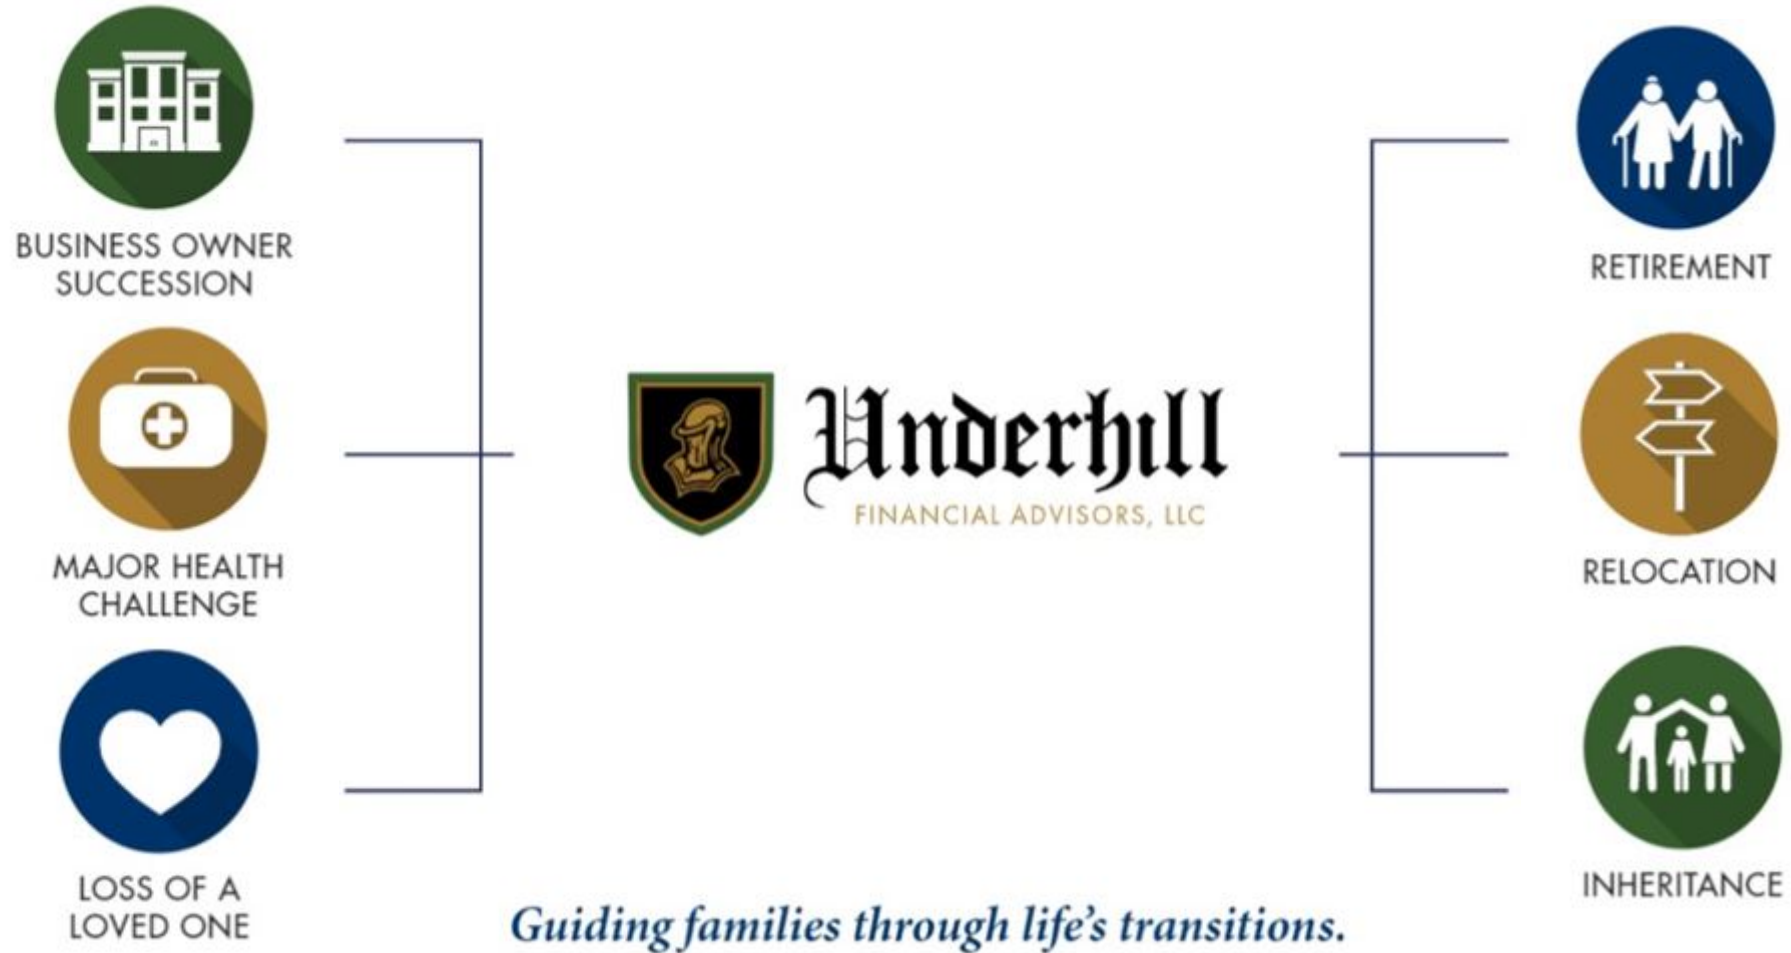 BUSINESS OWNER
SUCCESSION
MAJOR HEALTH
CHALLENGE
LOSS OF A
LOVED ONE
Underhill
FINANCIAL ADVISORS, LLC
Guiding families through life's transitions.
RETIREMENT
RELOCATION
INHERITANCE